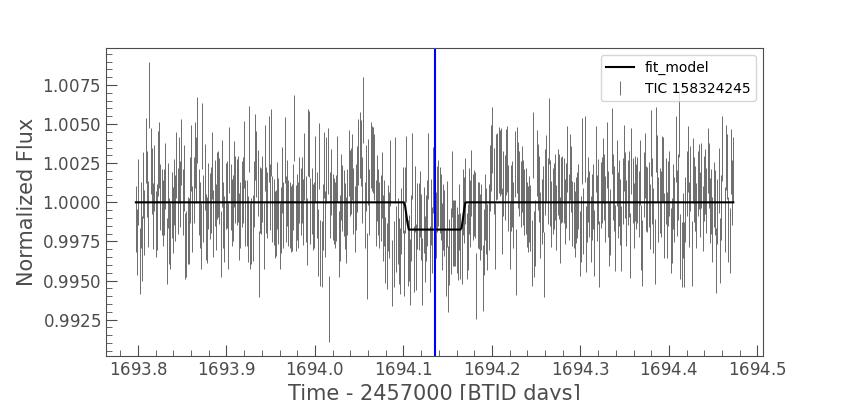 fit_model
TIC 158324245
1.0075
1.0050
1.0025
1.0000
0.9975
0.9950
0.9925
Normalized Flux
1693.8 1693.9 1694.0 1694.1 1694.2 1694.3 1694.4 1694.5
Time - 2457000 [BTJD days]